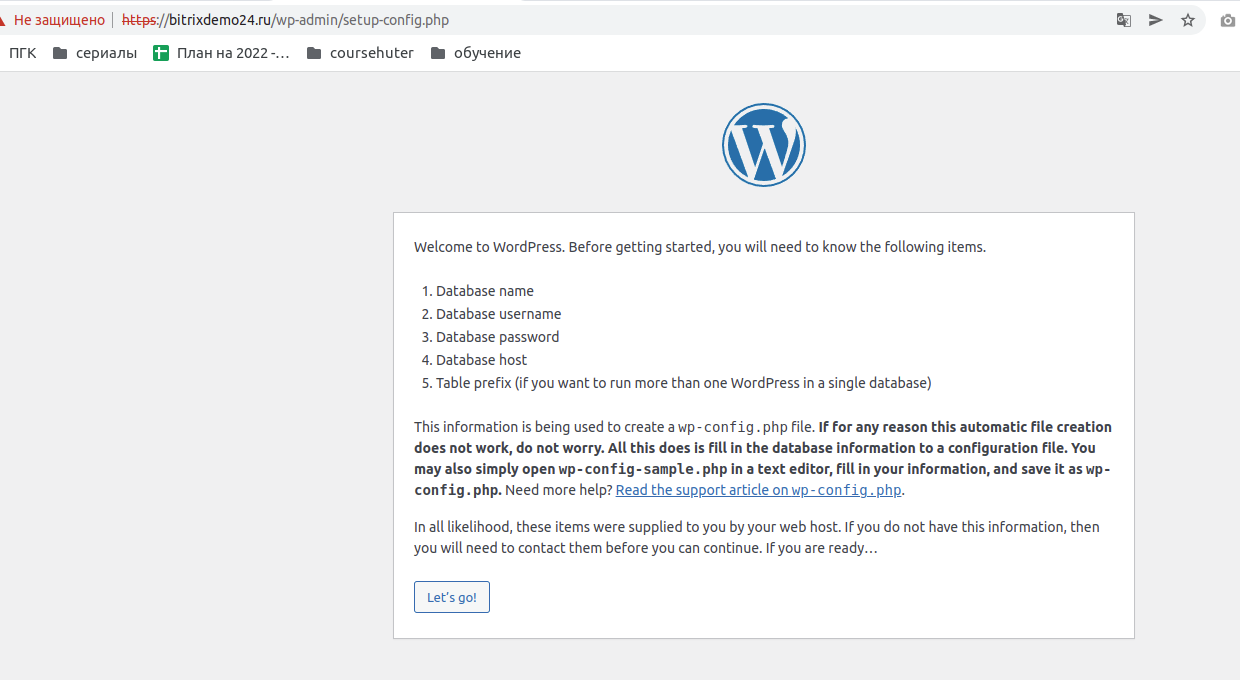 Не защищено | https://bitrixdemo24.ru/wp-admin/setup-config.php
ПГК сериалы План на 2022 -... coursehuter обучение
W
Welcome to WordPress. Before getting started, you will need to know the following items.
1. Database name
2. Database username
3. Database password
4. Database host
5. Table prefix (if you want to run more than one WordPress in a single database)
This information is being used to create a wp-config.php file. If for any reason this automatic file creation
does not work, do not worry. All this does is fill in the database information to a configuration file. You
may also simply open wp-config-sample.php in a text editor, fill in your information, and save it as wp-
config.php. Need more help? Read the support article on wp-config.php.
In all likelihood, these items were supplied to you by your web host. If you do not have this information, then
you will need to contact them before you can continue. If you are ready…
Let’s go!